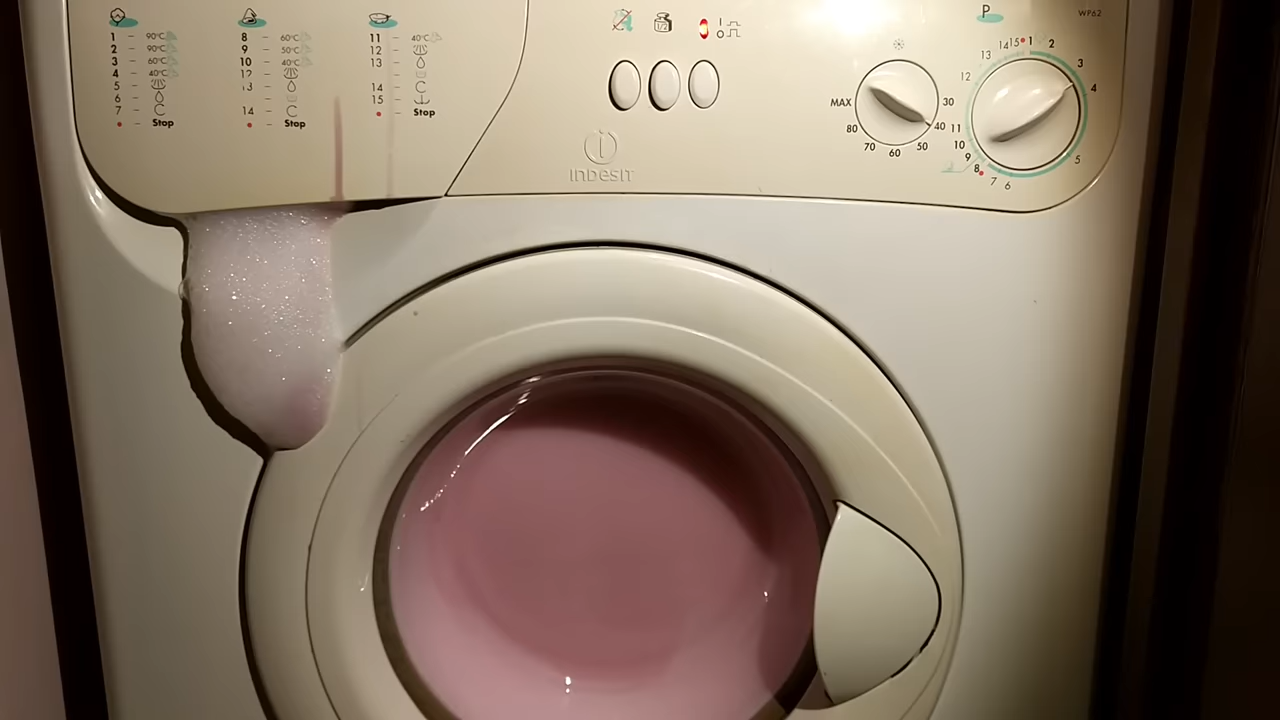 1 – 90°C
2 – 90°C
3 – 60°C
4 – 40°C
5 –
6 –
7 – C
Stop
8 – 60°C
9 – 50°C
10 – 40°C
12 –
13 –
14 – C
Stop
11 – 40°C
12 –
13 –
14 – C
15 –
Stop
1/2
I
O
INDESIT
MAX
30
40
50
60
70
80
P
WP62
1
2
3
4
5
6
7
8
9
10
11
12
13
14
15